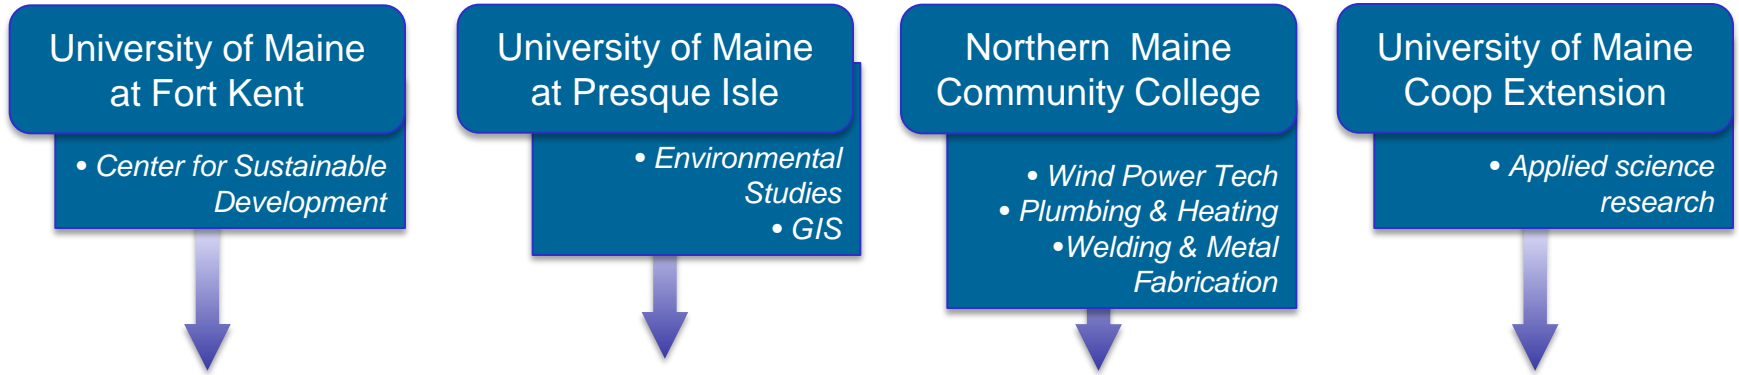 University of Maine
at Fort Kent
• Center for Sustainable
Development
University of Maine
at Presque Isle
• Environmental
Studies
• GIS
Northern Maine
Community College
• Wind Power Tech
• Plumbing & Heating
•Welding & Metal
Fabrication
University of Maine
Coop Extension
• Applied science
research